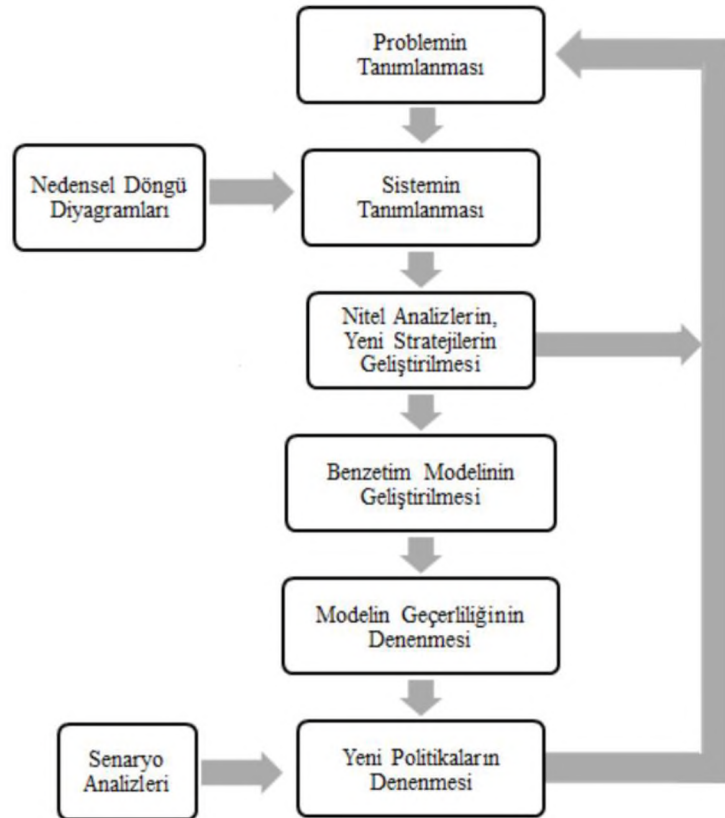 Problemin
Tanımlanması
Nedensel Döngü
Diyagramları
Sistemin
Tanımlanması
Nitel Analizlerin,
Yeni Stratejilerin
Geliştirilmesi
Benzetim Modelinin
Geliştirilmesi
Modelin Geçerliliğinin
Denenmesi
Senaryo
Analizleri
Yeni Politikaların
Denenmesi